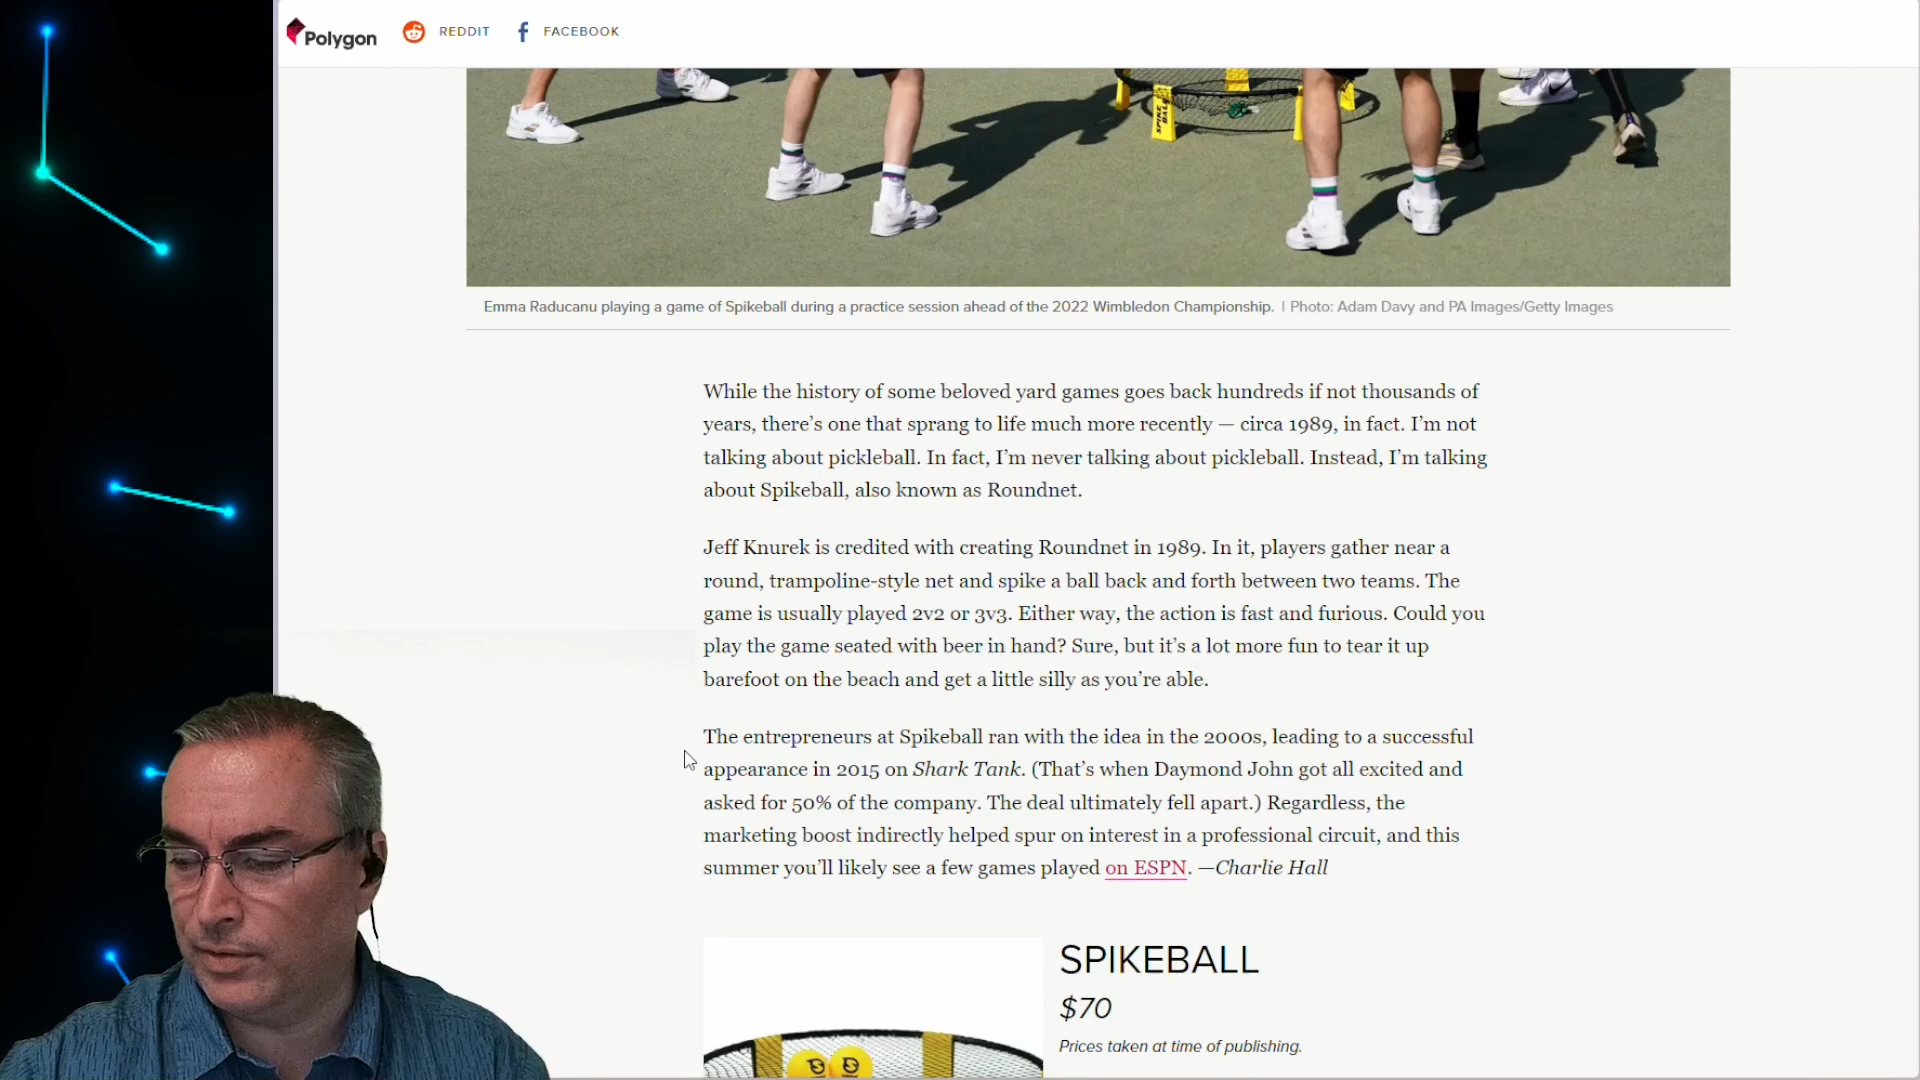 Polygon
REDDIT
FACEBOOK
SPIKE BALL
Emma Raducanu playing a game of Spikeball during a practice session ahead of the 2022 Wimbledon Championship. | Photo: Adam Davy and PA Images/Getty Images
While the history of some beloved yard games goes back hundreds if not thousands of
years, there’s one that sprang to life much more recently — circa 1989, in fact. I’m not
talking about pickleball. In fact, I’m never talking about pickleball. Instead, I’m talking
about Spikeball, also known as Roundnet.
Jeff Knurek is credited with creating Roundnet in 1989. In it, players gather near a
round, trampoline-style net and spike a ball back and forth between two teams. The
game is usually played 2v2 or 3v3. Either way, the action is fast and furious. Could you
play the game seated with beer in hand? Sure, but it’s a lot more fun to tear it up
barefoot on the beach and get a little silly as you’re able.
The entrepreneurs at Spikeball ran with the idea in the 2000s, leading to a successful
appearance in 2015 on Shark Tank. (That’s when Daymond John got all excited and
asked for 50% of the company. The deal ultimately fell apart.) Regardless, the
marketing boost indirectly helped spur on interest in a professional circuit, and this
summer you’ll likely see a few games played on ESPN. —Charlie Hall
SPIKEBALL
$70
Prices taken at time of publishing.